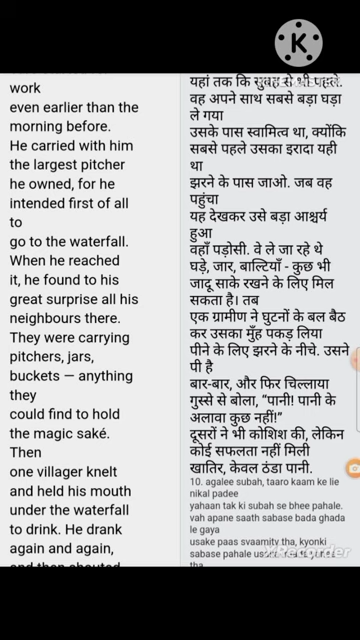 K
work
even earlier than the
morning before.
He carried with him
the largest pitcher
he owned, for he
intended first of all
to
go to the waterfall.
When he reached
it, he found to his
great surprise all his
neighbours there.
They were carrying
pitchers, jars,
buckets — anything
they
could find to hold
the magic saké.
Then
one villager knelt
and held his mouth
under the waterfall
to drink. He drank
again and again,
and then shouted
यहां तक कि सुबह से भी पहले.
वह अपने साथ सबसे बड़ा घड़ा
ले गया
उसके पास स्वामित्व था, क्योंकि
सबसे पहले उसका इरादा यही
था
झरने के पास जाओ. जब वह
पहुंचा
यह देखकर उसे बड़ा आश्चर्य
हुआ
वहाँ पड़ोसी. वे ले जा रहे थे
घड़े, जार, बाल्टियाँ - कुछ भी
जादू साके रखने के लिए मिल
सकता है। तब
एक ग्रामीण ने घुटनों के बल बैठ
कर उसका मुँह पकड़ लिया
पीने के लिए झरने के नीचे. उसने
पी है
बार-बार, और फिर चिल्लाया
गुस्से से बोला, "पानी! पानी के
अलावा कुछ नहीं!"
दूसरों ने भी कोशिश की, लेकिन
कोई सफलता नहीं मिली
खातिर, केवल ठंडा पानी.
10. agalee subah, taaro kaam ke lie
nikal padee
yahaan tak ki subah se bhee pahale.
vah apane saath sabase bada ghada
le gaya
usake paas svaamity tha, kyonki
sabase pahale usaka
tha
VRecorder